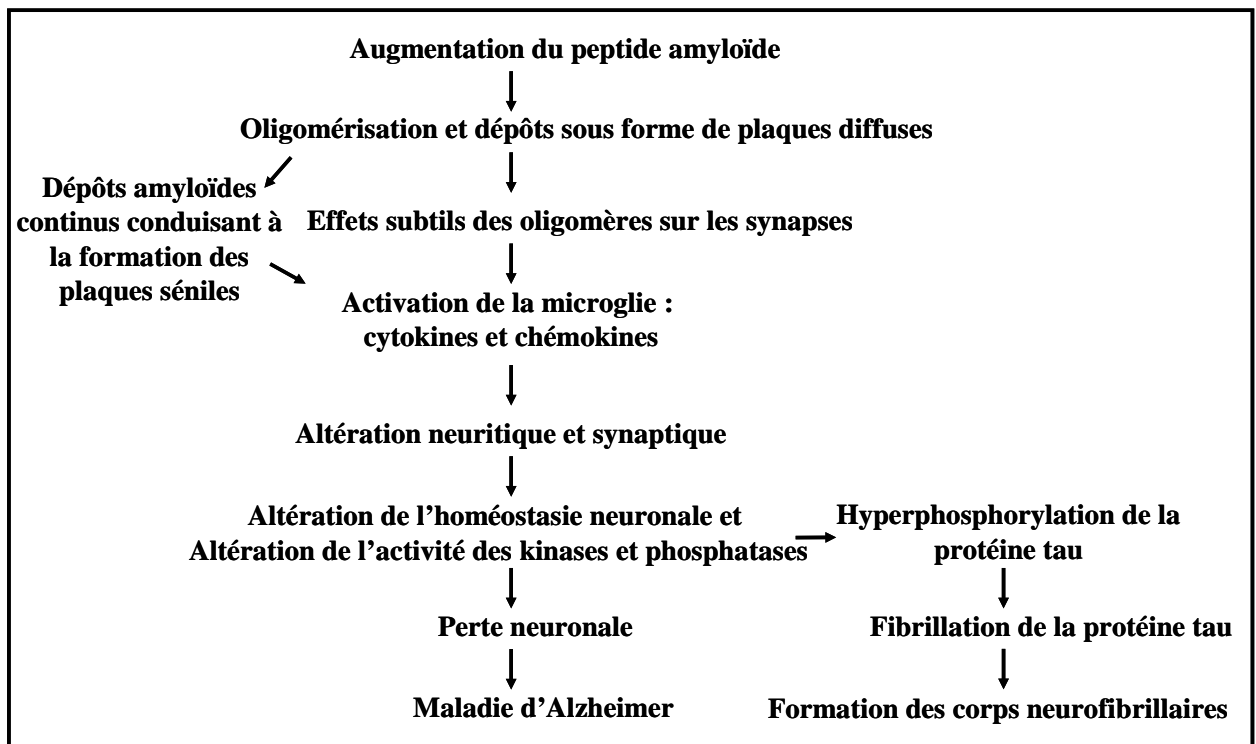 Augmentation du peptide amyloïde
Oligomérisation et dépôts sous forme de plaques diffuses
Dépôts amyloïdes
continus conduisant à
la formation des
plaques séniles
Effets subtils des oligomères sur les synapses
Activation de la microglie :
cytokines et chémokines
Altération neuritique et synaptique
Altération de l'homéostasie neuronale et
Altération de l'activité des kinases et phosphatases
Hyperphosphorylation de la
protéine tau
Perte neuronale
Fibrillation de la protéine tau
Maladie d'Alzheimer
Formation des corps neurofibrillaires